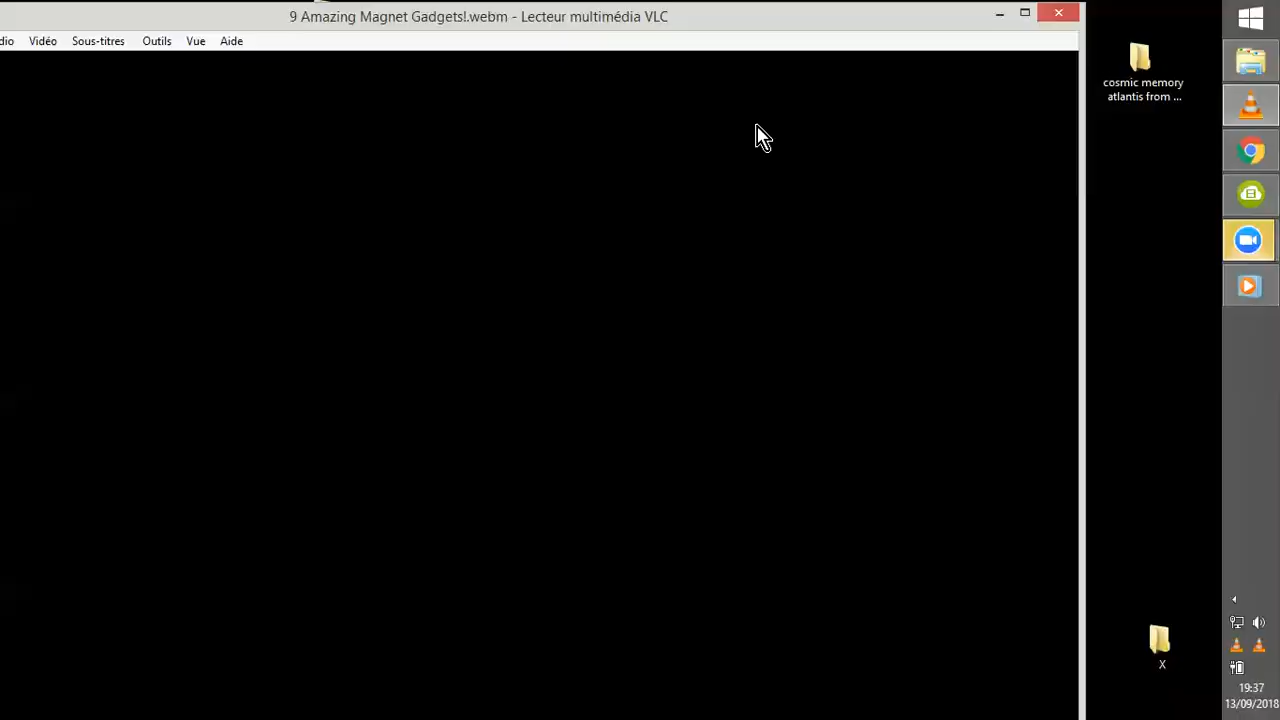 9 Amazing Magnet Gadgets!.webm - Lecteur multimédia VLC
dio Vidéo Sous-titres Outils Vue Aide
cosmic memory
atlantis from ...
X
19:37
13/09/2018